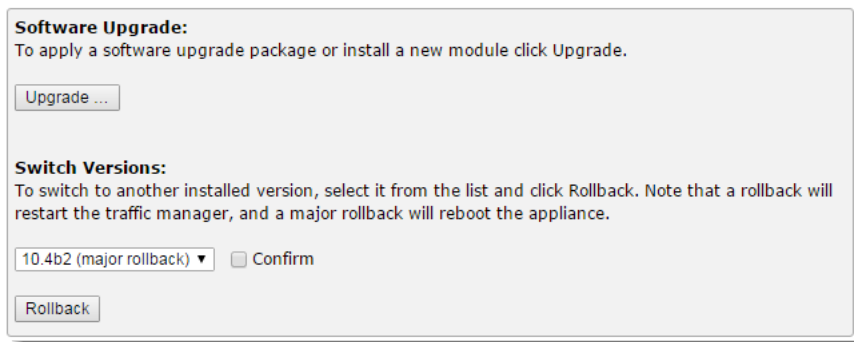 Software Upgrade:
To apply a software upgrade package or install a new module click Upgrade.
Upgrade ...
Switch Versions:
To switch to another installed version, select it from the list and click Rollback. Note that a rollback will
restart the traffic manager, and a major rollback will reboot the appliance.
10.4b2 (major rollback) ▼ Confirm
Rollback